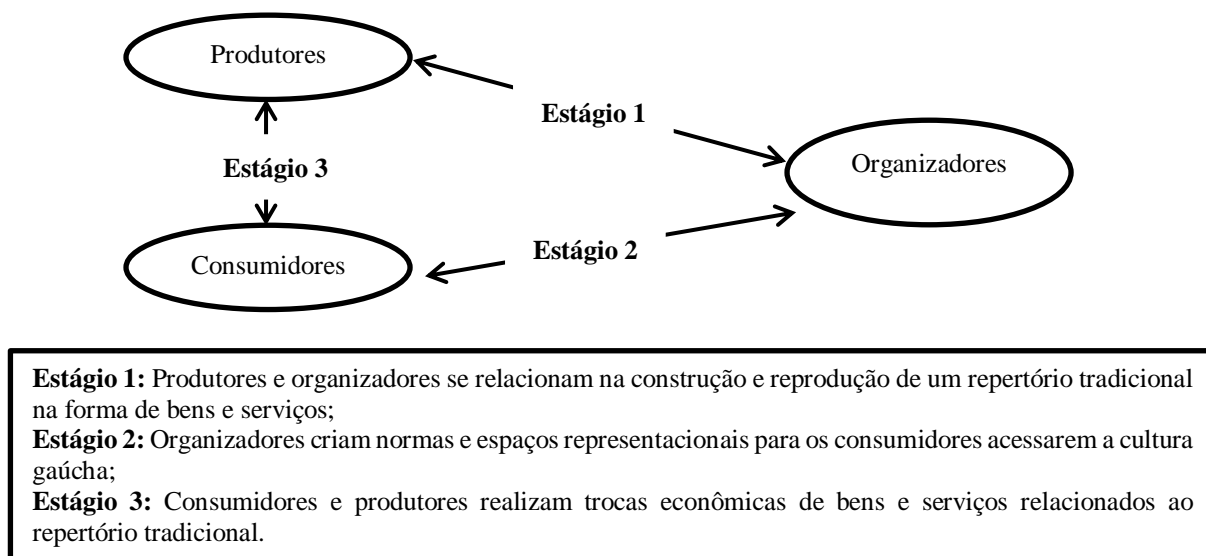 Produtores
Estágio 1
Organizadores
Estágio 3
Estágio 2
Consumidores
Estágio 1: Produtores e organizadores se relacionam na construção e reprodução de um repertório tradicional
na forma de bens e serviços;
Estágio 2: Organizadores criam normas e espaços representacionais para os consumidores acessarem a cultura
gaúcha;
Estágio 3: Consumidores e produtores realizam trocas econômicas de bens e serviços relacionados ao
repertório tradicional.